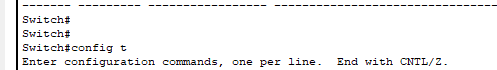 ------- --------- ------------------ --------------------------------
Switch#
Switch#
Switch#config t
Enter configuration commands, one per line.  End with CNTL/Z.